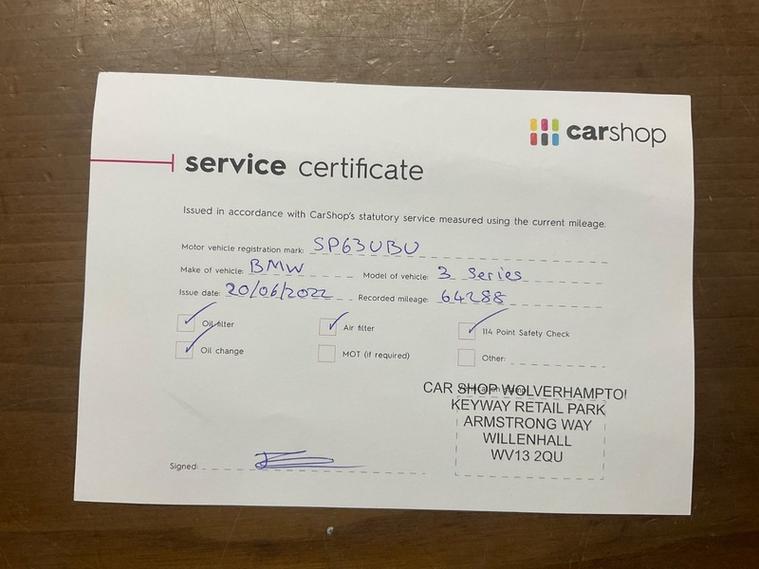 carshop
service certificate
Issued in accordance with CarShop's statutory service measured using the current mileage.
Motor vehicle registration mark: SP63UBU
Make of vehicle: BMW Model of vehicle: 3 Series
Issue date: 20/06/2022 Recorded mileage: 64288
Oil filter Air filter 114 Point Safety Check
Oil change MOT (if required) Other:
CAR SHOP WOLVERHAMPTO
KEYWAY RETAIL PARK
ARMSTRONG WAY
WILLENHALL
WV13 2QU
Signed: